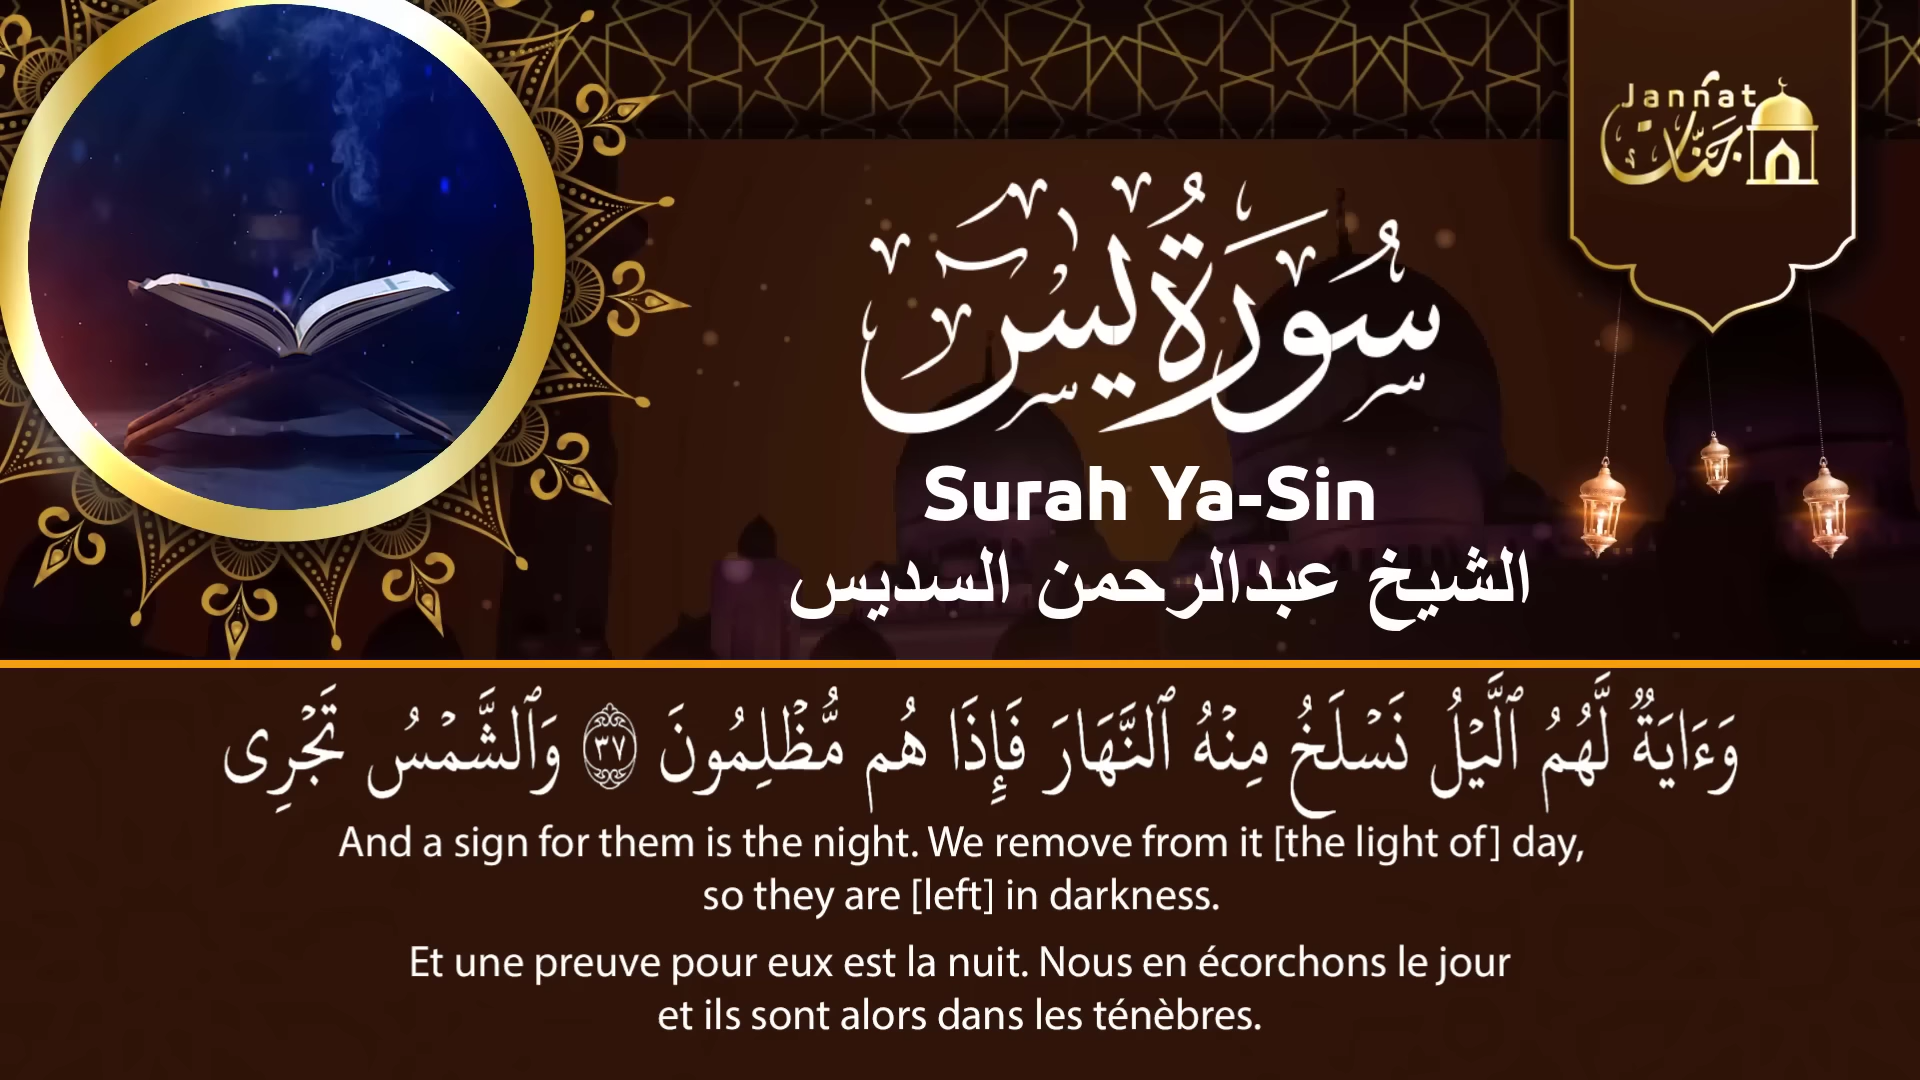 Jannat
جنات
سُورَةُ يسٓ
Surah Ya-Sin
الشيخ عبدالرحمن السديس
وَءَايَةٌ لَّهُمُ ٱلَّيْلُ نَسْلَخُ مِنْهُ ٱلنَّهَارَ فَإِذَا هُم مُّظْلِمُونَ ٣٧ وَٱلشَّمْسُ تَجْرِى
And a sign for them is the night. We remove from it [the light of] day,
so they are [left] in darkness.
Et une preuve pour eux est la nuit. Nous en écorchons le jour
et ils sont alors dans les ténèbres.